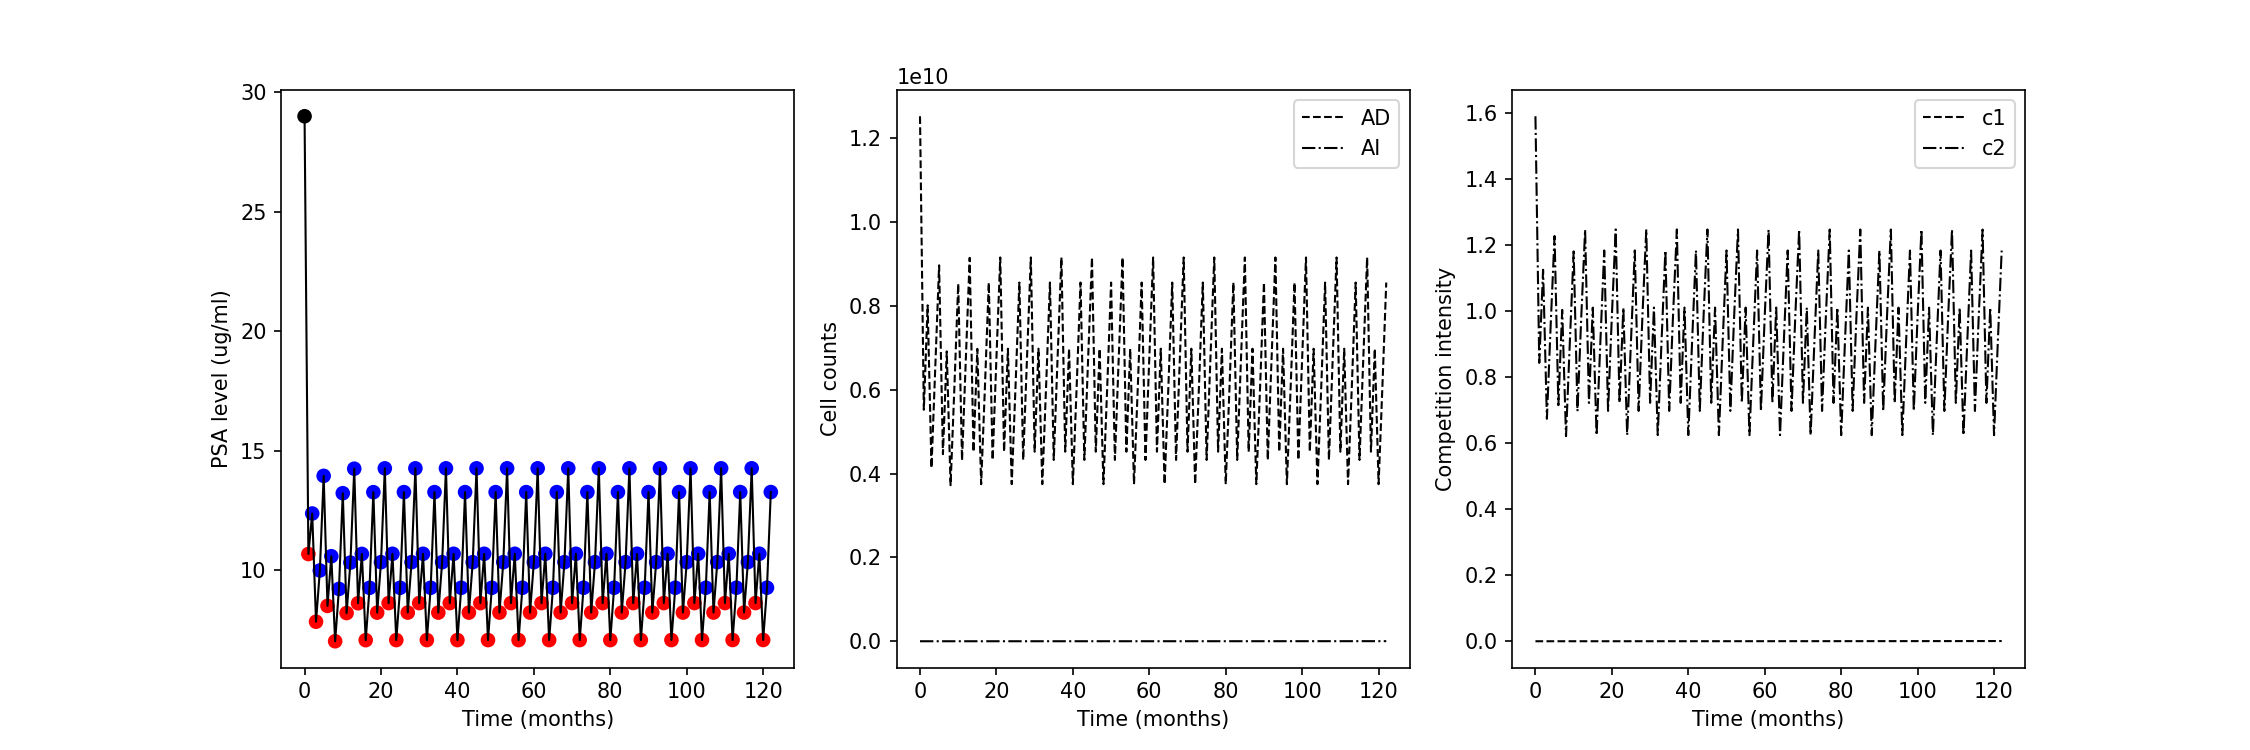 30
25
20
15
10
PSA level (ug/ml)
0 20 40 60 80 100 120
Time (months)
1e10
1.2
1.0
0.8
0.6
0.4
0.2
0.0
Cell counts
AD
AI
0 20 40 60 80 100 120
Time (months)
1.6
1.4
1.2
1.0
0.8
0.6
0.4
0.2
0.0
Competition intensity
c1
c2
0 20 40 60 80 100 120
Time (months)